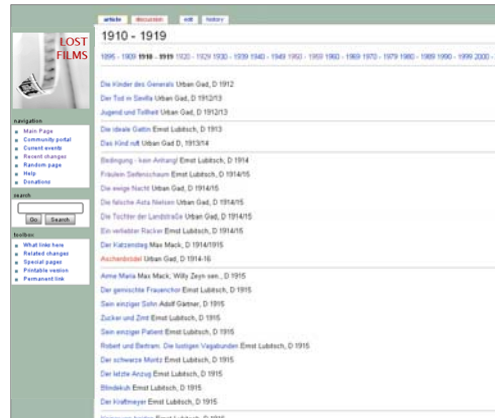 article discussion edit history
LOST
FILMS
1910 - 1919
1895 - 1909 1910 - 1919 1920 - 1929 1930 - 1939 1940 - 1949 1950 - 1959 1960 - 1969 1970 - 1979 1980 - 1989 1990 - 1999 2000 -
Die Kinder des Generals Urban Gad, D 1912
Der Tod in Sevilla Urban Gad, D 1912/13
Jugend und Tollheit Urban Gad, D 1912/13
Die ideale Gattin Ernst Lubitsch, D 1913
Das Kind ruft Urban Gad D, 1913/14
Bedingung - kein Anhang! Ernst Lubitsch, D 1914
Fräulein Seifenschaum Ernst Lubitsch, D 1914/15
Die ewige Nacht Urban Gad, D 1914/15
Die falsche Asta Nielsen Urban Gad, D 1914/15
Die Tochter der Landstraße Urban Gad, D 1914/15
Ein verliebter Racker Ernst Lubitsch, D 1914/15
Der Katzensteg Max Mack, D 1914/1915
Aschenbrödel Urban Gad, D 1914-16
Arme Maria Max Mack, Willy Zeyn sen., D 1915
Der gemischte Frauenchor Ernst Lubitsch, D 1915
Sein einziger Sohn Adolf Gärtner, D 1915
Zucker und Zimt Ernst Lubitsch, D 1915
Sein einziger Patient Ernst Lubitsch, D 1915
Robert und Bertram. Die lustigen Vagabunden Ernst Lubitsch, D 1915
Der schwarze Moritz Ernst Lubitsch, D 1915
Der letzte Anzug Ernst Lubitsch, D 1915
Blindekuh Ernst Lubitsch, D 1915
Der Kraftmeyer Ernst Lubitsch, D 1915
navigation
Main Page
Community portal
Current events
Recent changes
Random page
Help
Donations
search
Go Search
toolbox
What links here
Related changes
Special pages
Printable version
Permanent link